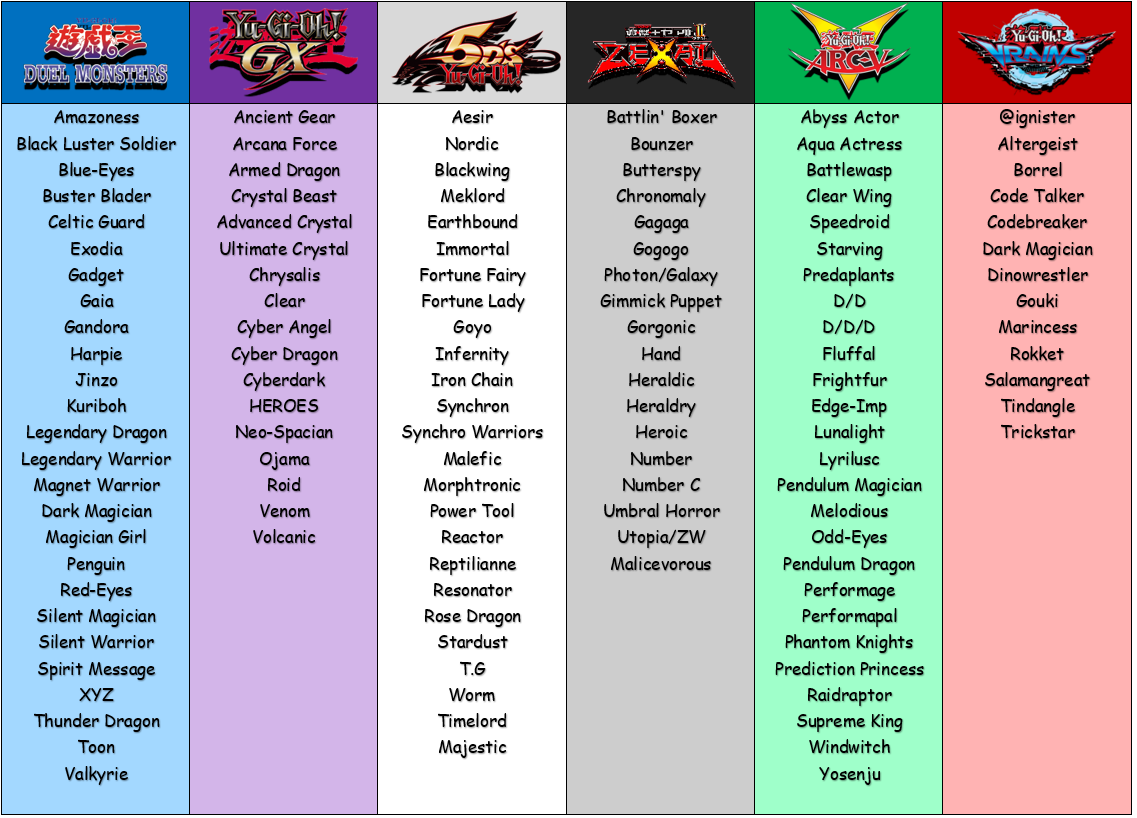 遊戯王
DUEL MONSTERS
Amazoness
Black Luster Soldier
Blue-Eyes
Buster Blader
Celtic Guard
Exodia
Gadget
Gaia
Gandora
Harpie
Jinzo
Kuriboh
Legendary Dragon
Legendary Warrior
Magnet Warrior
Dark Magician
Magician Girl
Penguin
Red-Eyes
Silent Magician
Silent Warrior
Spirit Message
XYZ
Thunder Dragon
Toon
Valkyrie
Yu-Gi-Oh!
GX
Ancient Gear
Arcana Force
Armed Dragon
Crystal Beast
Advanced Crystal
Ultimate Crystal
Chrysalis
Clear
Cyber Angel
Cyber Dragon
Cyberdark
HEROES
Neo-Spacian
Ojama
Roid
Venom
Volcanic
5D's
Yu-Gi-Oh!
Aesir
Nordic
Blackwing
Meklord
Earthbound
Immortal
Fortune Fairy
Fortune Lady
Goyo
Infernity
Iron Chain
Synchron
Synchro Warriors
Malefic
Morphtronic
Power Tool
Reactor
Reptilianne
Resonator
Rose Dragon
Stardust
T.G
Worm
Timelord
Majestic
II
ZEXAL
Battlin' Boxer
Bounzer
Butterspy
Chronomaly
Gagaga
Gogogo
Photon/Galaxy
Gimmick Puppet
Gorgonic
Hand
Heraldic
Heraldry
Heroic
Number
Number C
Umbral Horror
Utopia/ZW
Malicevorous
Yu-Gi-Oh!
ARC-V
Abyss Actor
Aqua Actress
Battlewasp
Clear Wing
Speedroid
Starving
Predaplants
D/D
D/D/D
Fluffal
Frightfur
Edge-Imp
Lunalight
Lyrilusc
Pendulum Magician
Melodious
Odd-Eyes
Pendulum Dragon
Performage
Performapal
Phantom Knights
Prediction Princess
Raidraptor
Supreme King
Windwitch
Yosenju
Yu-Gi-Oh!
VRAINS
@ignister
Altergeist
Borrel
Code Talker
Codebreaker
Dark Magician
Dinowrestler
Gouki
Marincess
Rokket
Salamangreat
Tindangle
Trickstar